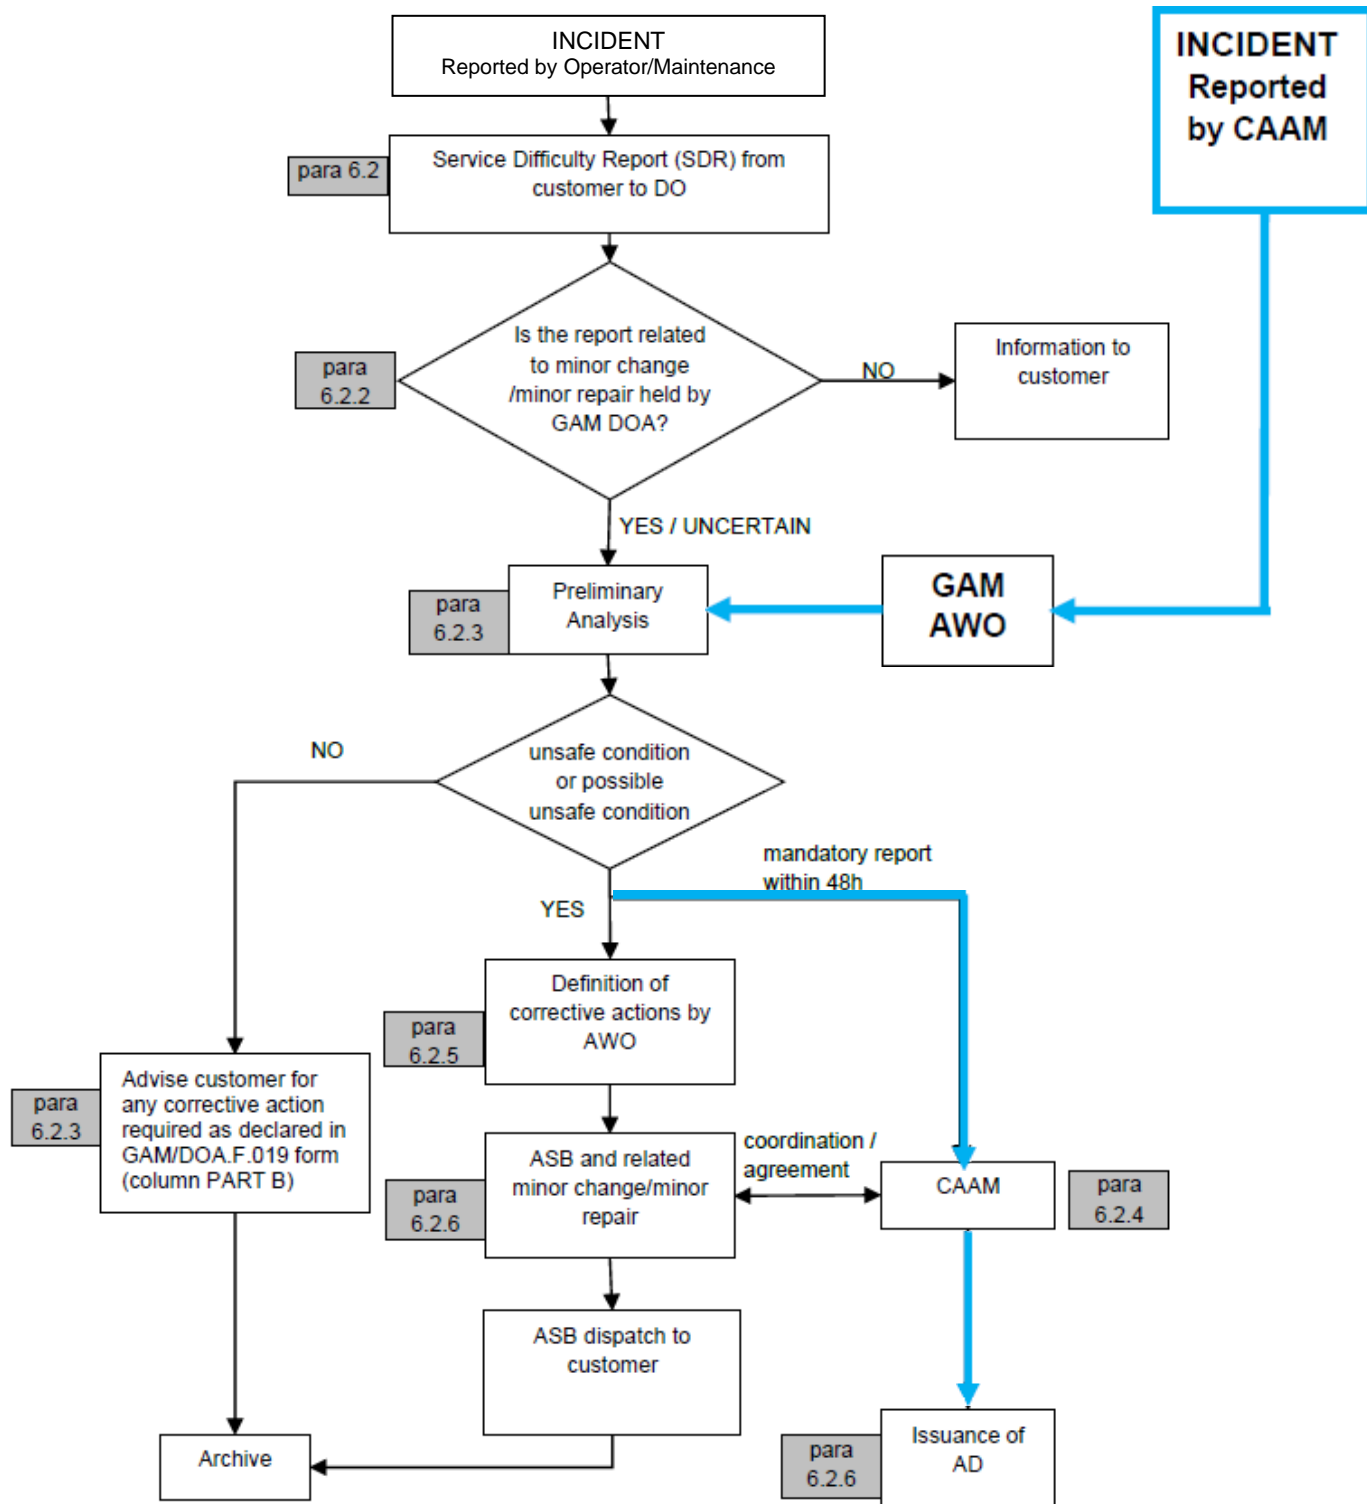 INCIDENT
Reported by Operator/Maintenance
INCIDENT
Reported
by CAAM
para 6.2
Service Difficulty Report (SDR) from
customer to DO
para
6.2.2
Is the report related
to minor change
/minor repair held by
GAM DOA?
NO
Information to
customer
YES / UNCERTAIN
para
6.2.3
Preliminary
Analysis
GAM
AWO
NO
unsafe condition
or possible
unsafe condition
mandatory report
within 48h
YES
para
6.2.5
Definition of
corrective actions by
AWO
para
6.2.3
Advise customer for
any corrective action
required as declared in
GAM/DOA.F.019 form
(column PART B)
para
6.2.6
ASB and related
minor change/minor
repair
coordination /
agreement
CAAM
para
6.2.4
ASB dispatch to
customer
Archive
para
6.2.6
Issuance of
AD